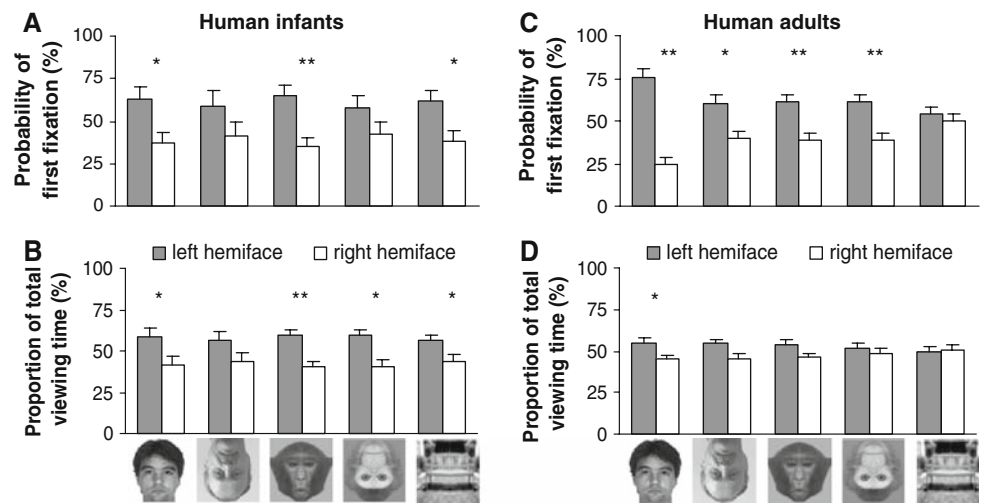 A
Human infants
Probability of
first fixation (%)
100
75
50
25
0
*
**
*
C
Human adults
Probability of
first fixation (%)
100
75
50
25
0
**
*
**
**
B
left hemiface
right hemiface
Proportion of total
viewing time (%)
100
75
50
25
0
*
**
*
*
D
left hemiface
right hemiface
Proportion of total
viewing time (%)
100
75
50
25
0
*